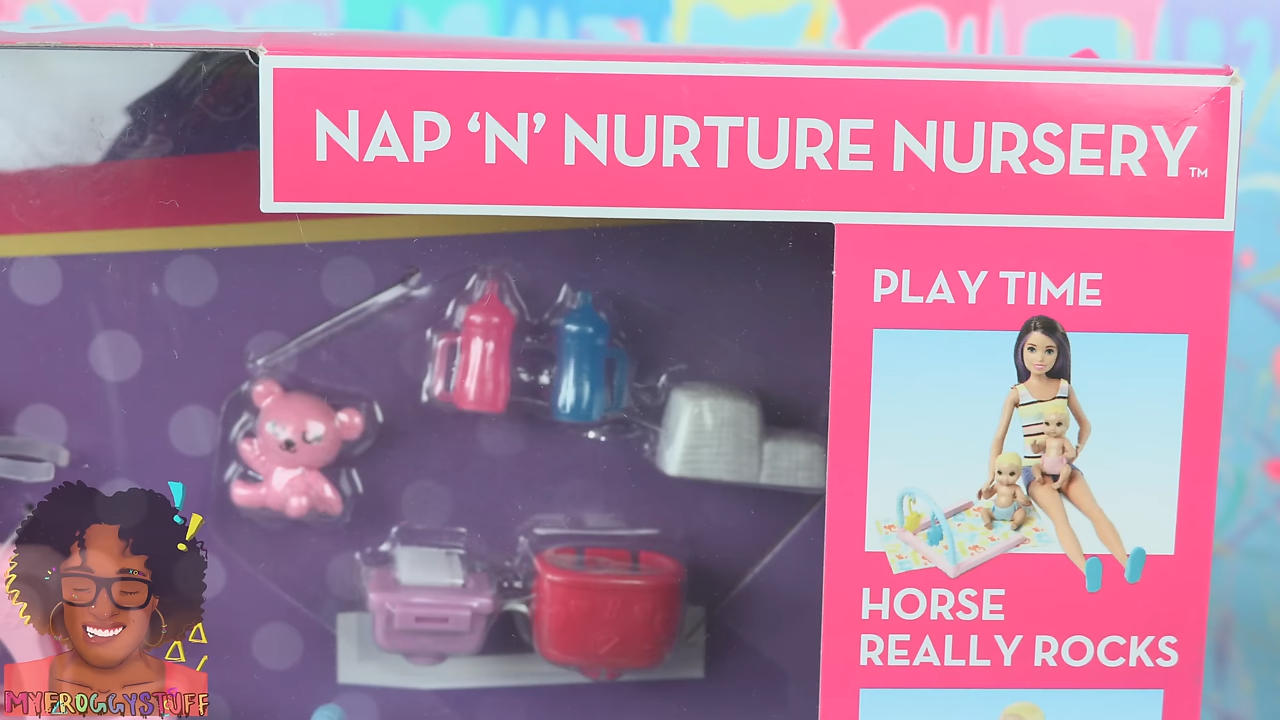 NAP ‘N’ NURTURE NURSERY™
PLAY TIME
HORSE
REALLY ROCKS
MYFROGGYSTUFF